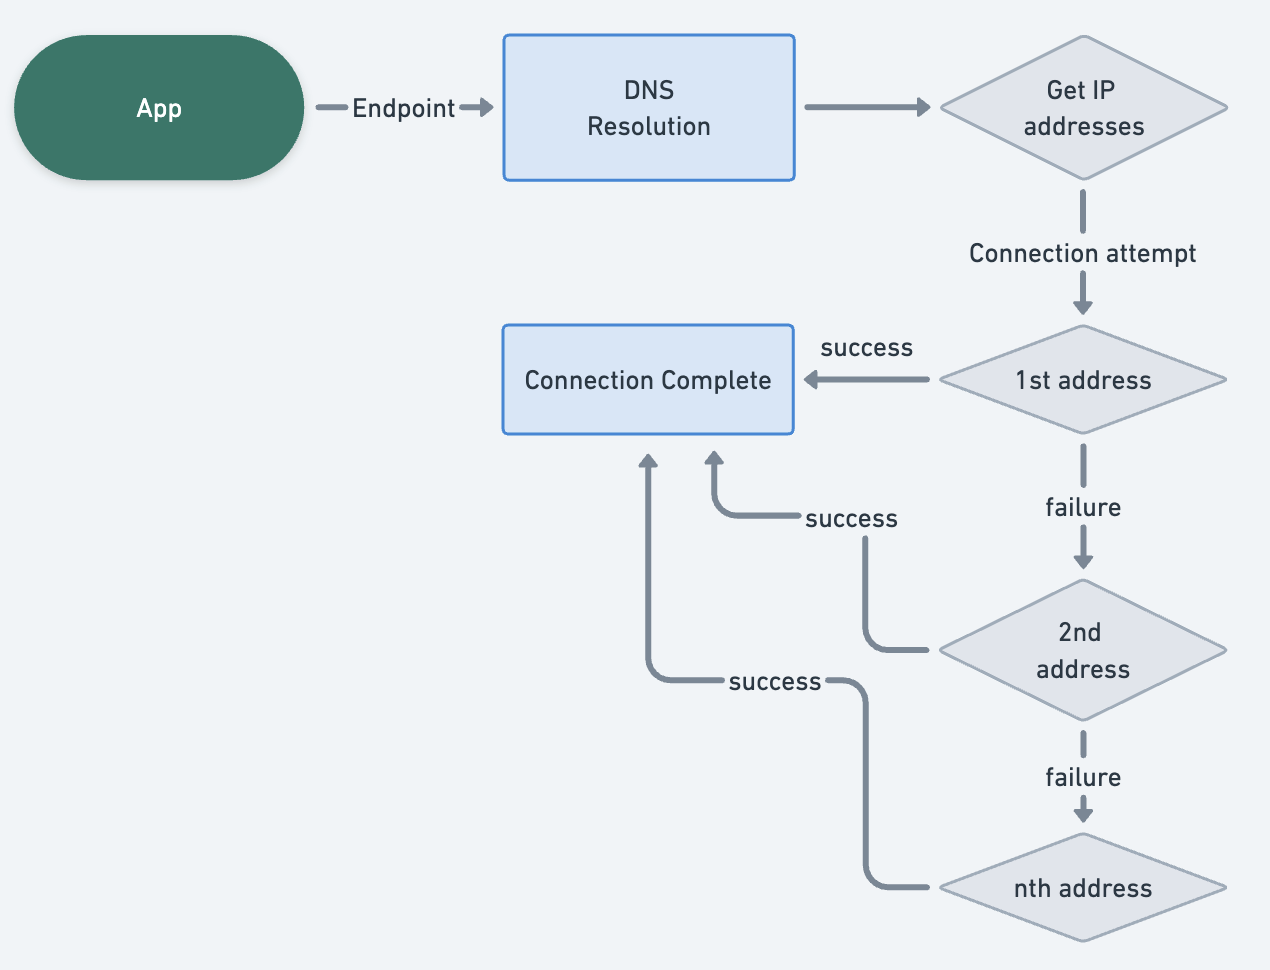 App
Endpoint
DNS
Resolution
Get IP
addresses
Connection attempt
Connection Complete
success
1st address
failure
success
2nd
address
success
failure
nth address